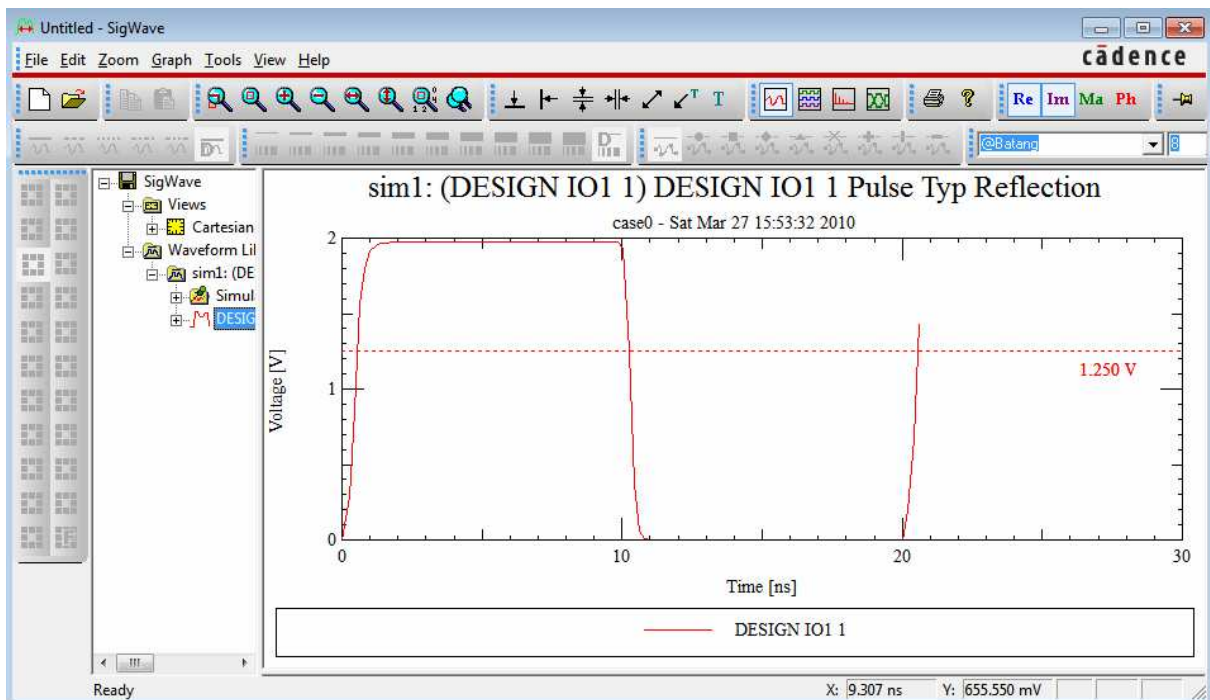 Untitled - SigWave
File Edit Zoom Graph Tools View Help
cādence
T T
Re Im Ma Ph
@Batang 8
SigWave
Views
Cartesian
Waveform Lil
sim1: (DE
Simul
DESIG
sim1: (DESIGN IO1 1) DESIGN IO1 1 Pulse Typ Reflection
case0 - Sat Mar 27 15:53:32 2010
2
1
0
Voltage [V]
1.250 V
0 10 20 30
Time [ns]
DESIGN IO1 1
Ready X: 9.307 ns Y: 655.550 mV